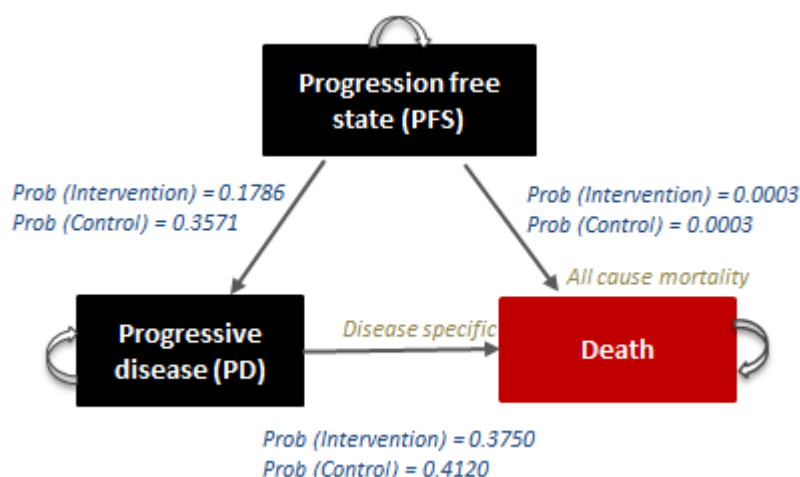 Progression free
state (PFS)
Prob (Intervention) = 0.1786
Prob (Control) = 0.3571
Prob (Intervention) = 0.0003
Prob (Control) = 0.0003
All cause mortality
Progressive
disease (PD)
Disease specific
Death
Prob (Intervention) = 0.3750
Prob (Control) = 0.4120